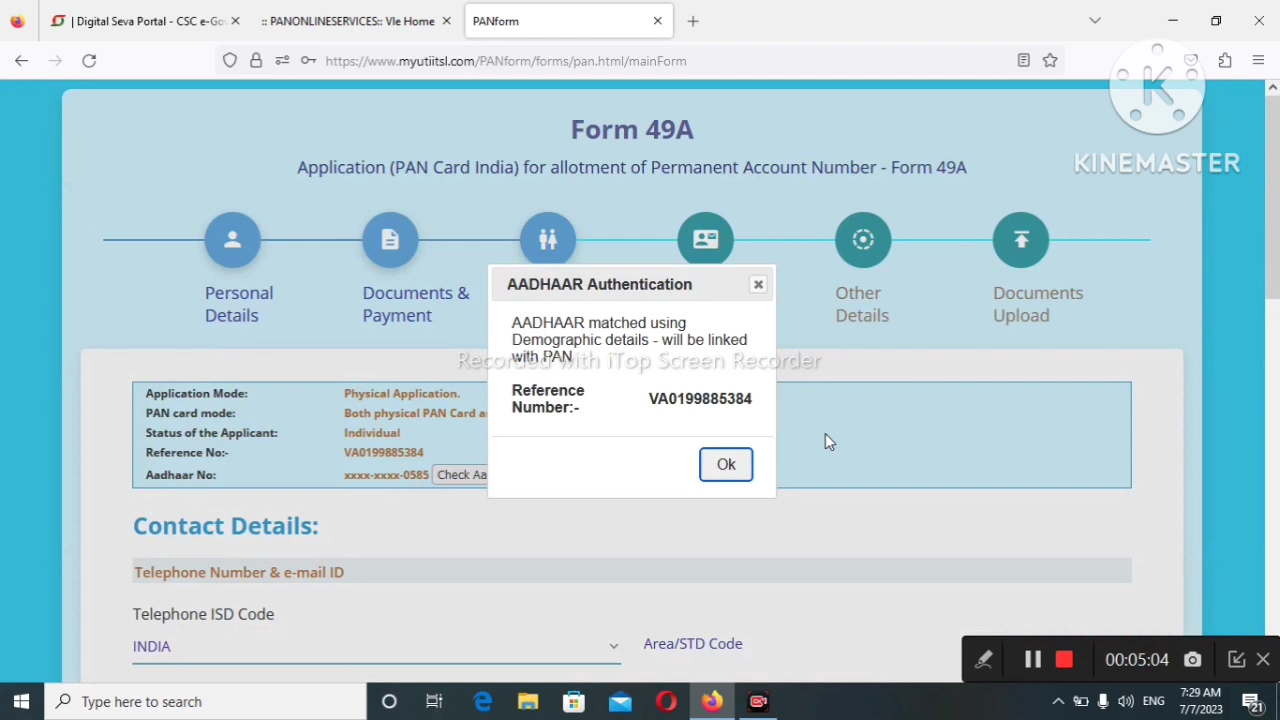 | Digital Seva Portal - CSC e-Gov
:: PANONLINESERVICES:: Vle Home
PANform
https://www.myutiitsl.com/PANform/forms/pan.html/mainForm
K
KINEMASTER
Form 49A
Application (PAN Card India) for allotment of Permanent Account Number - Form 49A
Personal
Details
Documents &
Payment
Other
Details
Documents
Upload
AADHAAR Authentication
AADHAAR matched using
Demographic details - will be linked
with PAN
Recorded with iTop Screen Recorder
Reference
Number:-
VA0199885384
Ok
Application Mode: Physical Application.
PAN card mode: Both physical PAN Card a
Status of the Applicant: Individual
Reference No:- VA0199885384
Aadhaar No: xxxx-xxxx-0585 Check Aa
Contact Details:
Telephone Number & e-mail ID
Telephone ISD Code
INDIA
Area/STD Code
00:05:04
Type here to search
ENG
7:29 AM
7/7/2023
21